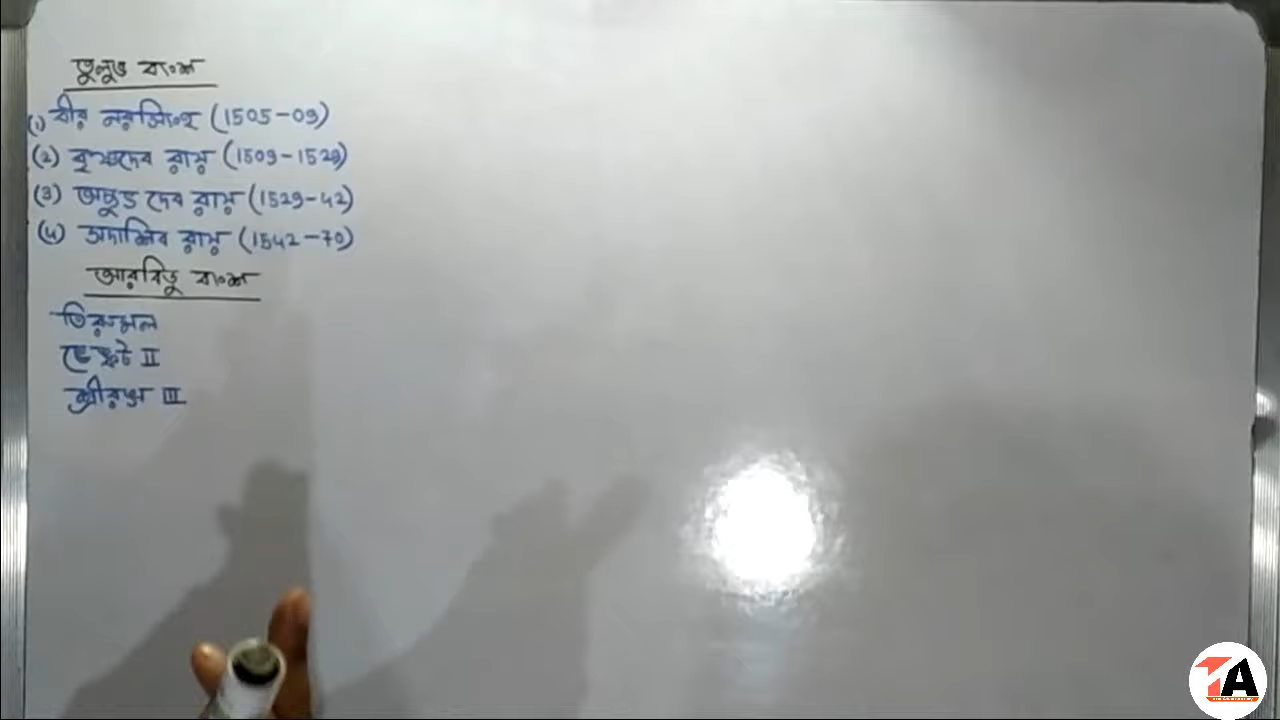 তুলুভ বংশ
(1) বীর নরসিংহ (1505-09)
(2) কৃষ্ণদেব রায় (1509-1529)
(3) অচ্যুত দেব রায় (1529-42)
(4) সদাশিব রায় (1542-70)
আরবিডু বংশ
তিরুমল
ভেঙ্কট II
শ্রীরঙ্গ III
TA